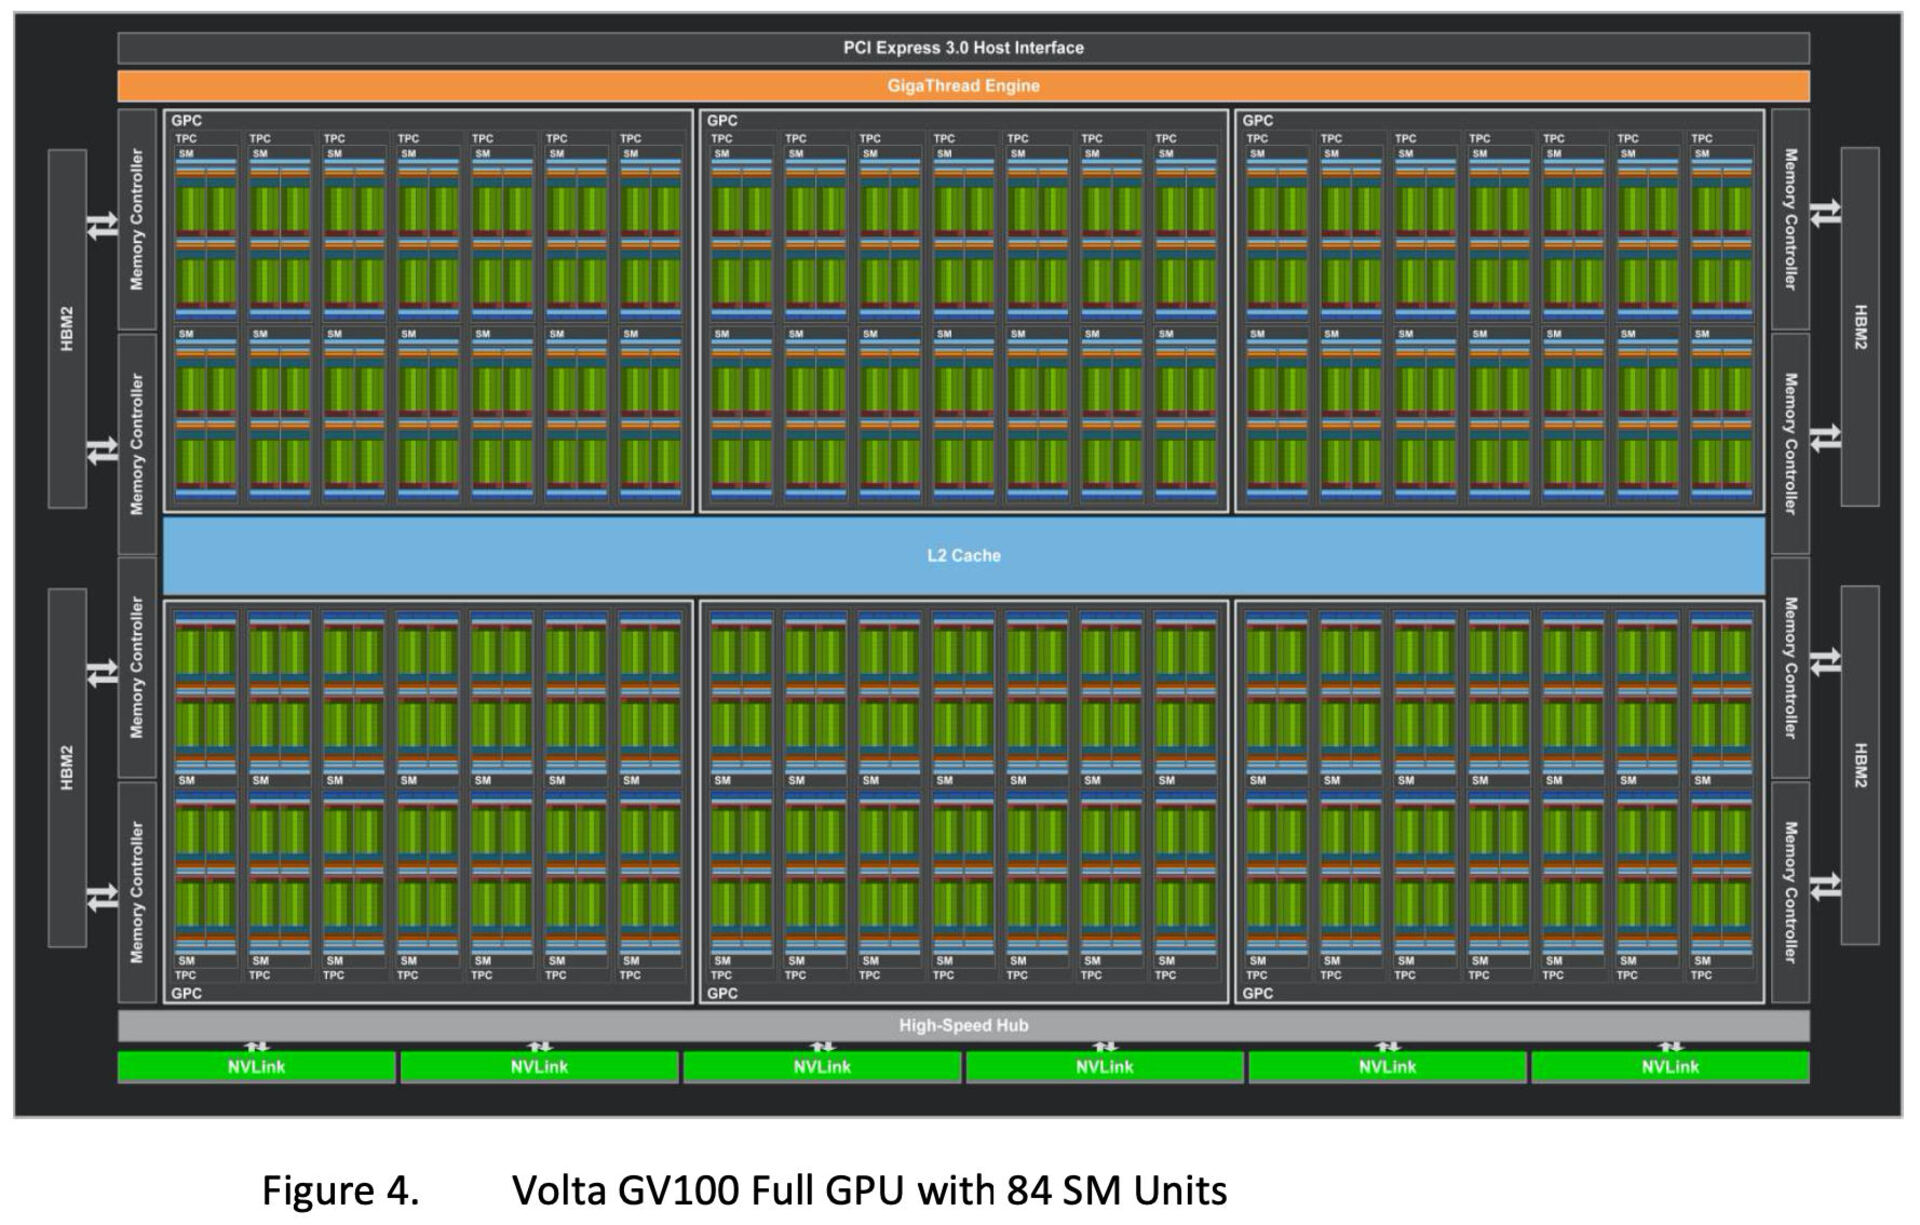 PCI Express 3.0 Host Interface
GigaThread Engine
GPC GPC GPC
TPC TPC TPC TPC TPC TPC TPC TPC TPC TPC TPC TPC TPC TPC TPC TPC TPC TPC TPC TPC TPC
SM SM SM SM SM SM SM SM SM SM SM SM SM SM SM SM SM SM SM SM SM
Memory Controller
Memory Controller
HBM2
HBM2
SM SM SM SM SM SM SM SM SM SM SM SM SM SM SM SM SM SM SM SM SM
Memory Controller
Memory Controller
L2 Cache
Memory Controller
Memory Controller
HBM2
HBM2
SM SM SM SM SM SM SM SM SM SM SM SM SM SM SM SM SM SM SM SM SM
Memory Controller
Memory Controller
SM SM SM SM SM SM SM SM SM SM SM SM SM SM SM SM SM SM SM SM SM
TPC TPC TPC TPC TPC TPC TPC TPC TPC TPC TPC TPC TPC TPC TPC TPC TPC TPC TPC TPC TPC
GPC GPC GPC
High-Speed Hub
NVLink NVLink NVLink NVLink NVLink NVLink
Figure 4. Volta GV100 Full GPU with 84 SM Units